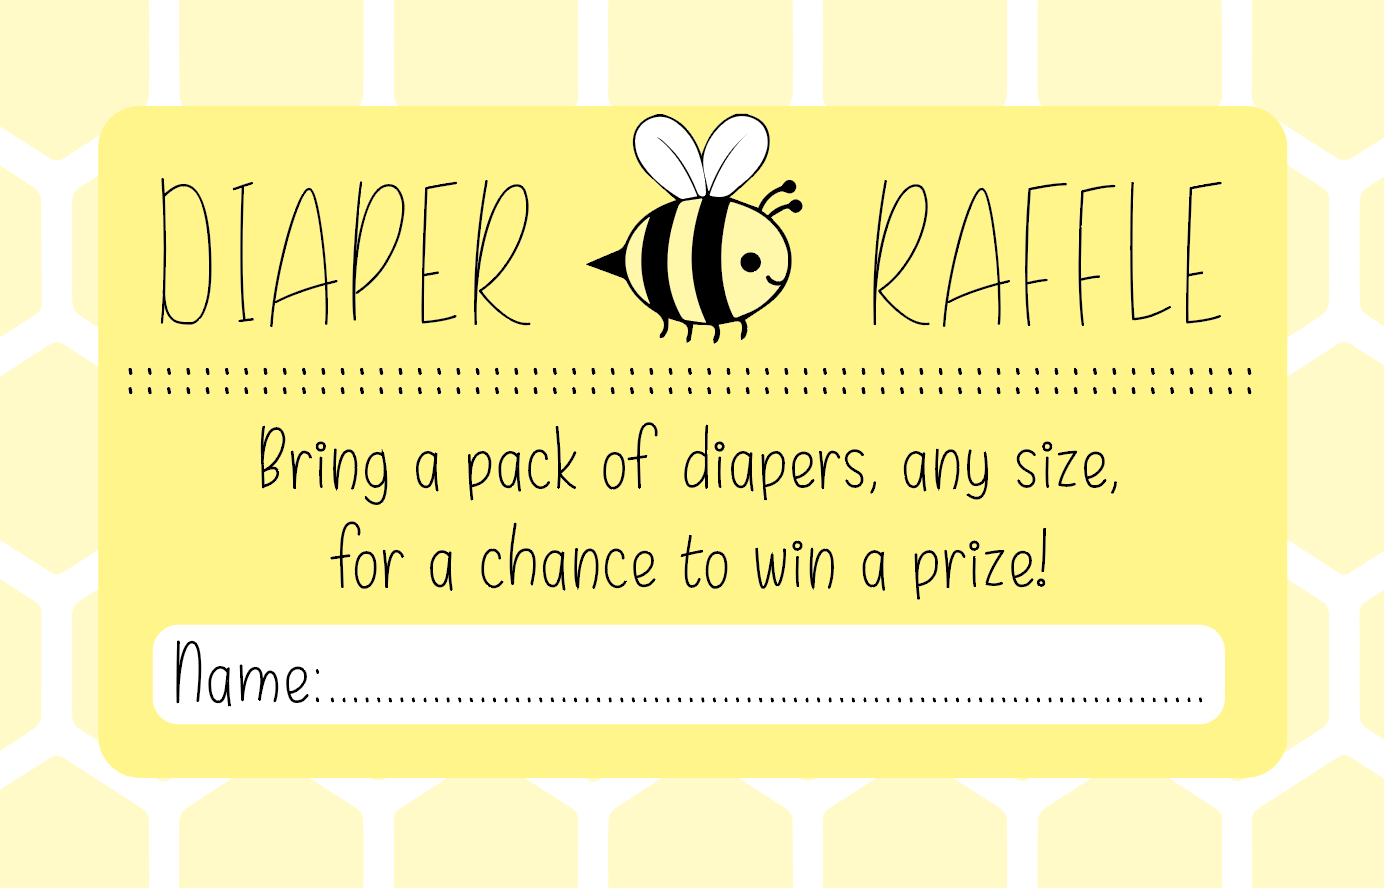 DIAPER RAFFLE
Bring a pack of diapers, any size,
for a chance to win a prize!
Name:..........................................................................